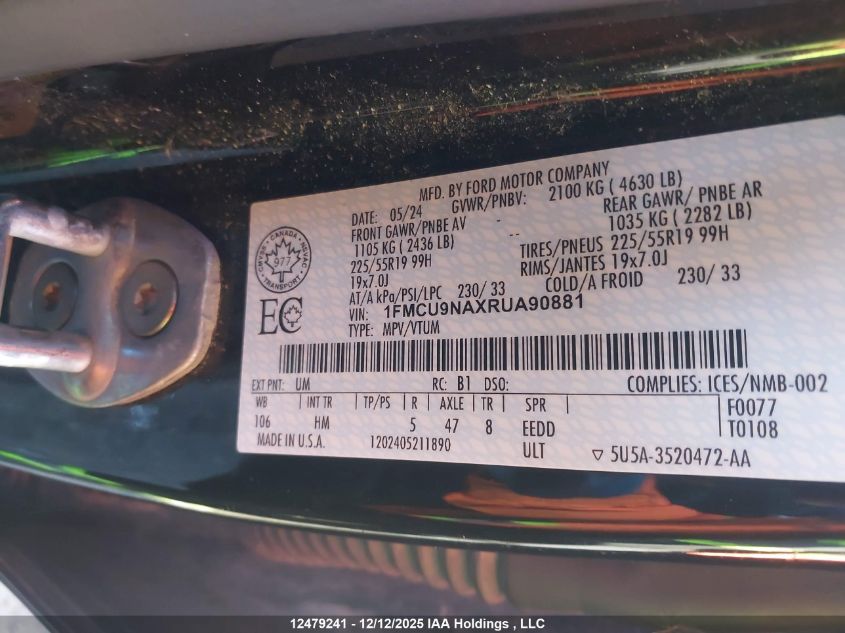 MFD. BY FORD MOTOR COMPANY
DATE: 05/24 GVWR/PNBV: 2100 KG ( 4630 LB)
FRONT GAWR/PNBE AV -- REAR GAWR/ PNBE AR
1105 KG ( 2436 LB) 1035 KG ( 2282 LB)
225/55R19 99H TIRES/PNEUS 225/55R19 99H
19x7.0J RIMS/JANTES 19x7.0J
AT/A kPa/PSI/LPC 230/ 33 COLD/A FROID 230/ 33
VIN: 1FMCU9NAXRUA90881
TYPE: MPV/VTUM
CANADA
CMVSS NSVAC
977
TRANSPORT
EC
EXT PNT: UM RC: B1 DSO: COMPLIES: ICES/NMB-002
WB INT TR TP/PS R AXLE TR SPR F0077
106 HM 5 47 8 EEDD T0108
MADE IN U.S.A. 1202405211890 ULT ▽ 5U5A-3520472-AA
12479241 - 12/12/2025 IAA Holdings , LLC